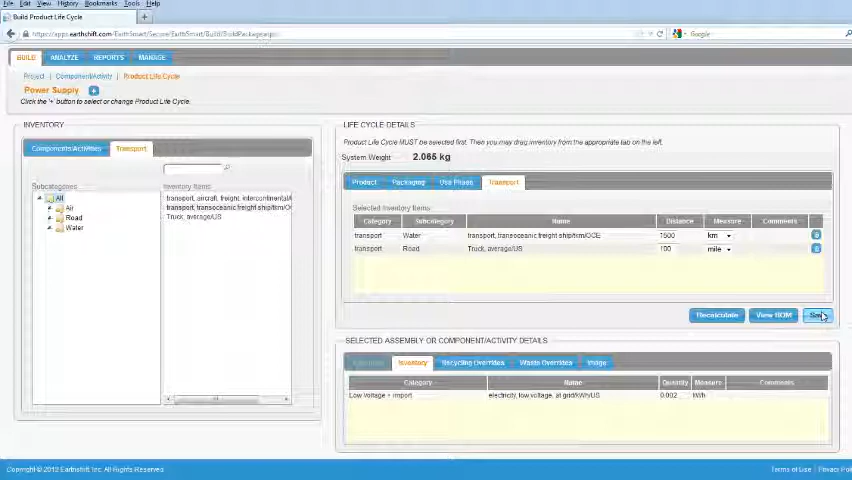 File Edit View History Bookmarks Tools Help
Build Product Life Cycle +
Google
BUILD ANALYZE REPORTS MANAGE
Project Component/Activity Product Life Cycle
Power Supply +
Click the '+' button to select or change Product Life Cycle.
INVENTORY
Components/Activities Transport
Subcategories Inventory Items
All
Air
Road
Water
transport, aircraft, freight, intercontinental/
transport, transoceanic freight ship/tkm/OC
Truck, average/US
LIFE CYCLE DETAILS
Product Life Cycle MUST be selected first. Then you may drag inventory from the appropriate tab on the left.
System Weight 2.065 kg
Product Packaging Use Phase Transport
Selected Inventory Items:
Category Subcategory Name Distance Measure Comments
transport Water transport, transoceanic freight ship/tkm/OCE 1500 km
transport Road Truck, average/US 100 mile
Recalculate View BOM
SELECTED ASSEMBLY OR COMPONENT/ACTIVITY DETAILS
Inventory Recycling Overrides Waste Overrides Image
Category Name Quantity Measure Comments
Low voltage - import electricity, low voltage, at grid/kWh/US 0.002 kWh
Copyright © 2012 Earthshift Inc. All Rights Reserved. Terms of Use | Privacy Pol